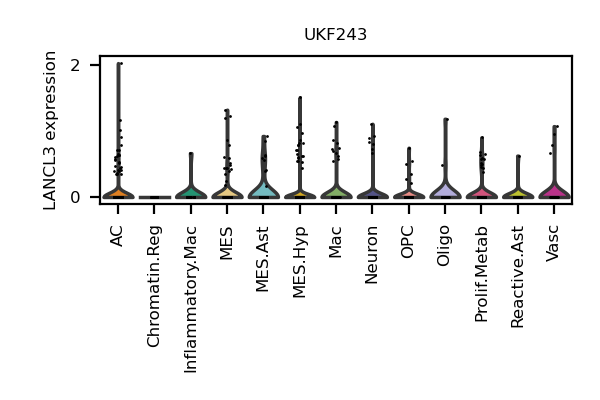 UKF243
LANCL3 expression
2
0
AC
Chromatin.Reg
Inflammatory.Mac
MES
MES.Ast
MES.Hyp
Mac
Neuron
OPC
Oligo
Prolif.Metab
Reactive.Ast
Vasc